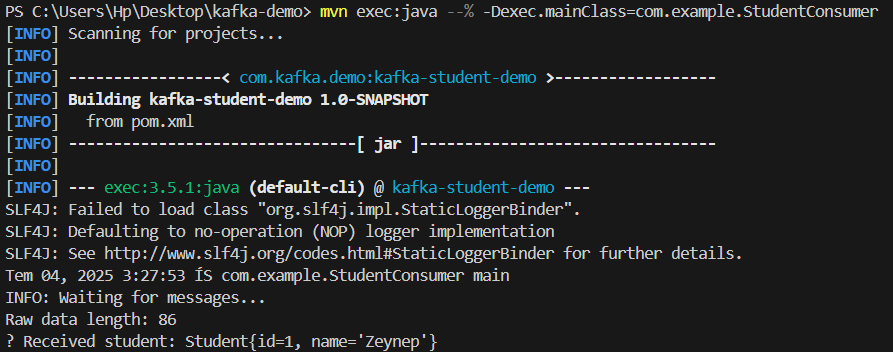 PS C:\Users\Hp\Desktop\kafka-demo> mvn exec:java --% -Dexec.mainClass=com.example.StudentConsumer
[INFO] Scanning for projects...
[INFO]
[INFO] -----------------< com.kafka.demo:kafka-student-demo >------------------
[INFO] Building kafka-student-demo 1.0-SNAPSHOT
[INFO]   from pom.xml
[INFO] --------------------------------[ jar ]---------------------------------
[INFO]
[INFO] --- exec:3.5.1:java (default-cli) @ kafka-student-demo ---
SLF4J: Failed to load class "org.slf4j.impl.StaticLoggerBinder".
SLF4J: Defaulting to no-operation (NOP) logger implementation
SLF4J: See http://www.slf4j.org/codes.html#StaticLoggerBinder for further details.
Tem 04, 2025 3:27:53 ÍS com.example.StudentConsumer main
INFO: Waiting for messages...
Raw data length: 86
? Received student: Student{id=1, name='Zeynep'}